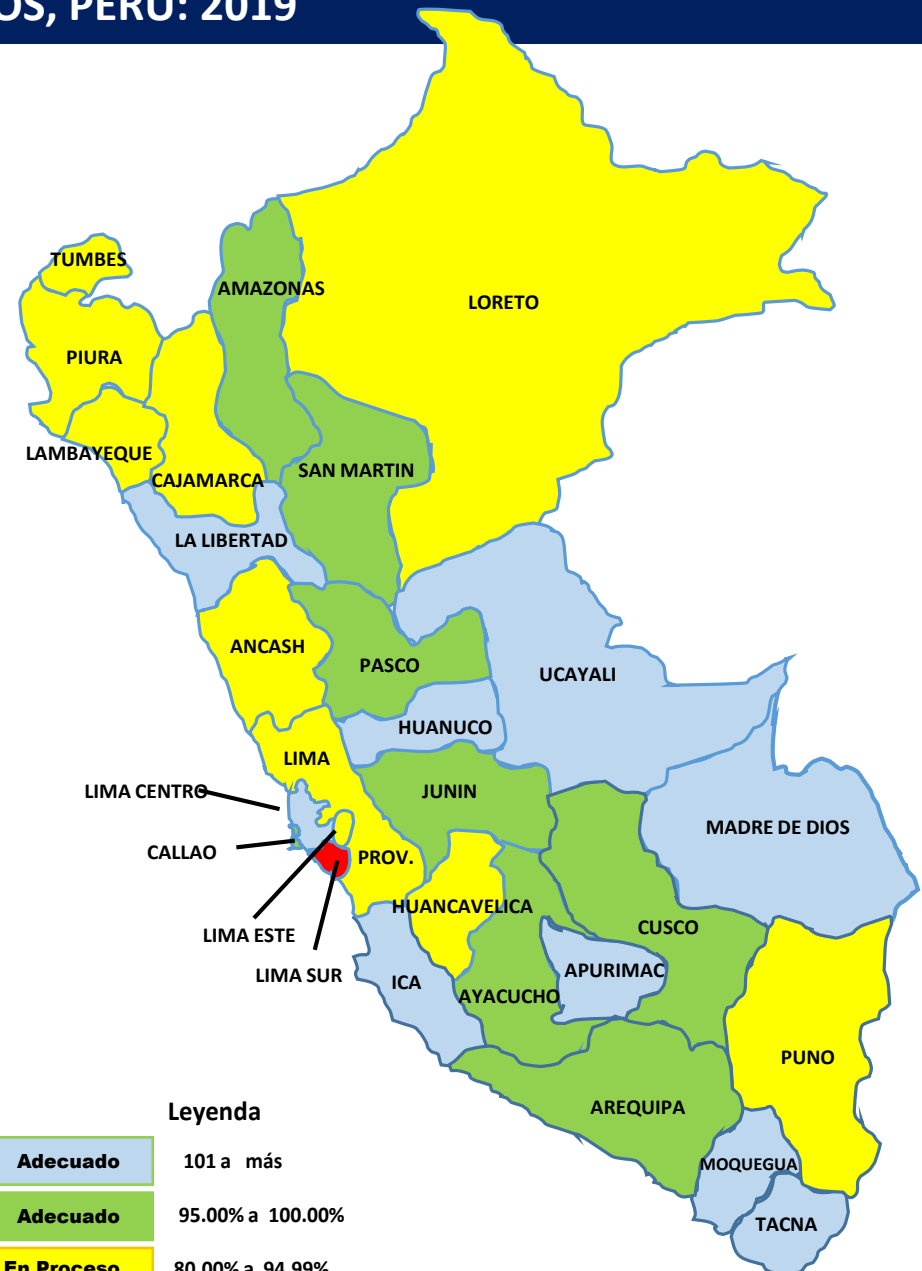 OS, PERÚ: 2019
TUMBES
AMAZONAS
LORETO
PIURA
LAMBAYEQUE
CAJAMARCA
SAN MARTIN
LA LIBERTAD
ANCASH
PASCO
UCAYALI
HUANUCO
LIMA
LIMA CENTRO
JUNIN
MADRE DE DIOS
CALLAO
PROV.
HUANCAVELICA
CUSCO
LIMA ESTE
APURIMAC
LIMA SUR
ICA
AYACUCHO
PUNO
AREQUIPA
Leyenda
Adecuado 101 a más
MOQUEGUA
Adecuado 95.00% a 100.00%
TACNA
En Proceso 80.00% a 94.99%